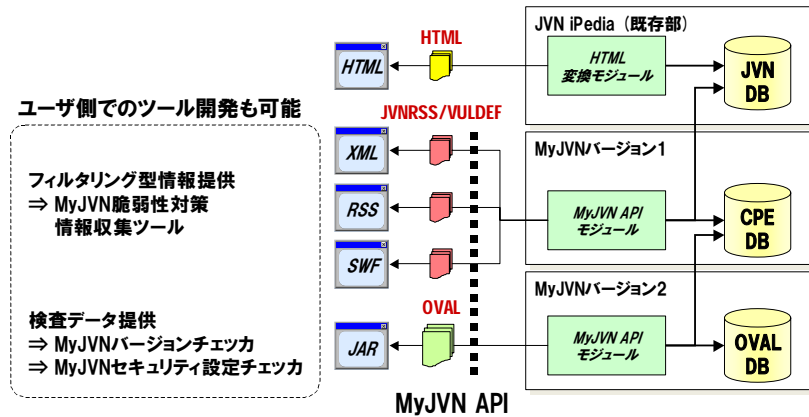 JVN iPedia (既存部)
HTML
HTML
HTML
変換モジュール
JVN
DB
ユーザ側でのツール開発も可能
JVNRSS/VULDEF
XML
MyJVNバージョン1
フィルタリング型情報提供
⇒ MyJVN脆弱性対策
情報収集ツール
RSS
MyJVN API
モジュール
CPE
DB
SWF
MyJVNバージョン2
検査データ提供
⇒ MyJVNバージョンチェッカ
⇒ MyJVNセキュリティ設定チェッカ
OVAL
JAR
MyJVN API
モジュール
OVAL
DB
MyJVN API